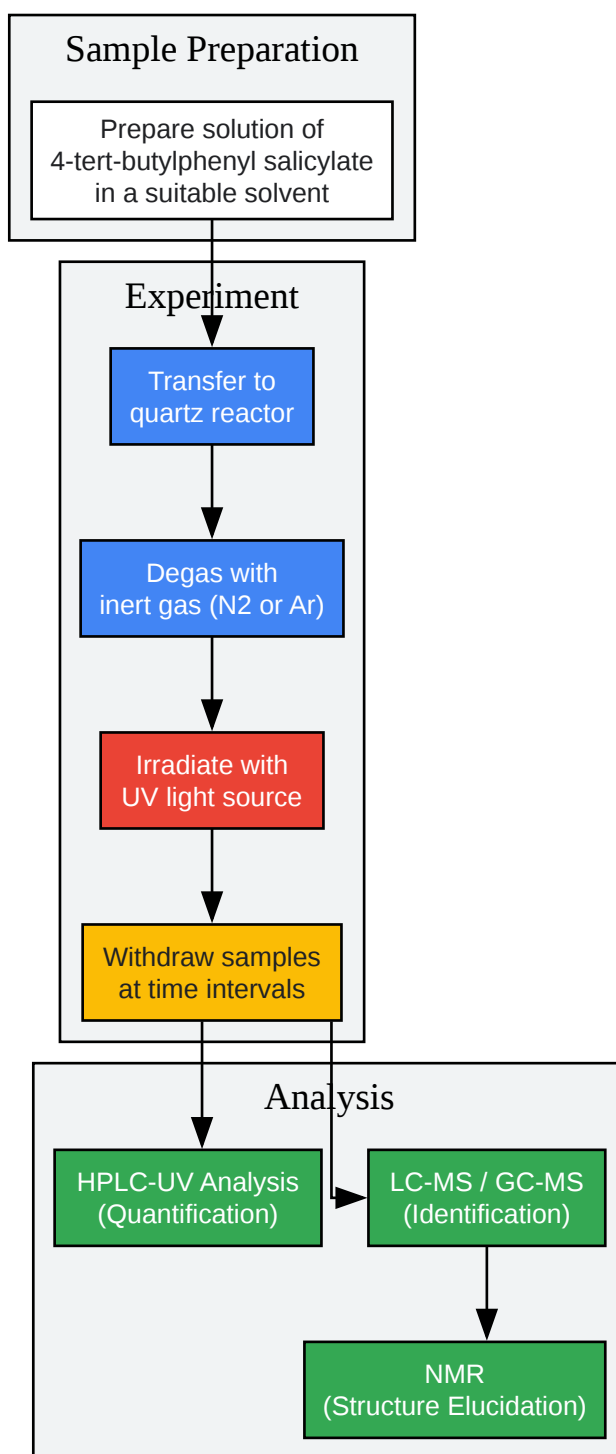 Sample Preparation
Prepare solution of
4-tert-butylphenyl salicylate
in a suitable solvent
Experiment
Transfer to
quartz reactor
Degas with
inert gas (N2 or Ar)
Irradiate with
UV light source
Withdraw samples
at time intervals
Analysis
HPLC-UV Analysis
(Quantification)
LC-MS / GC-MS
(Identification)
NMR
(Structure Elucidation)